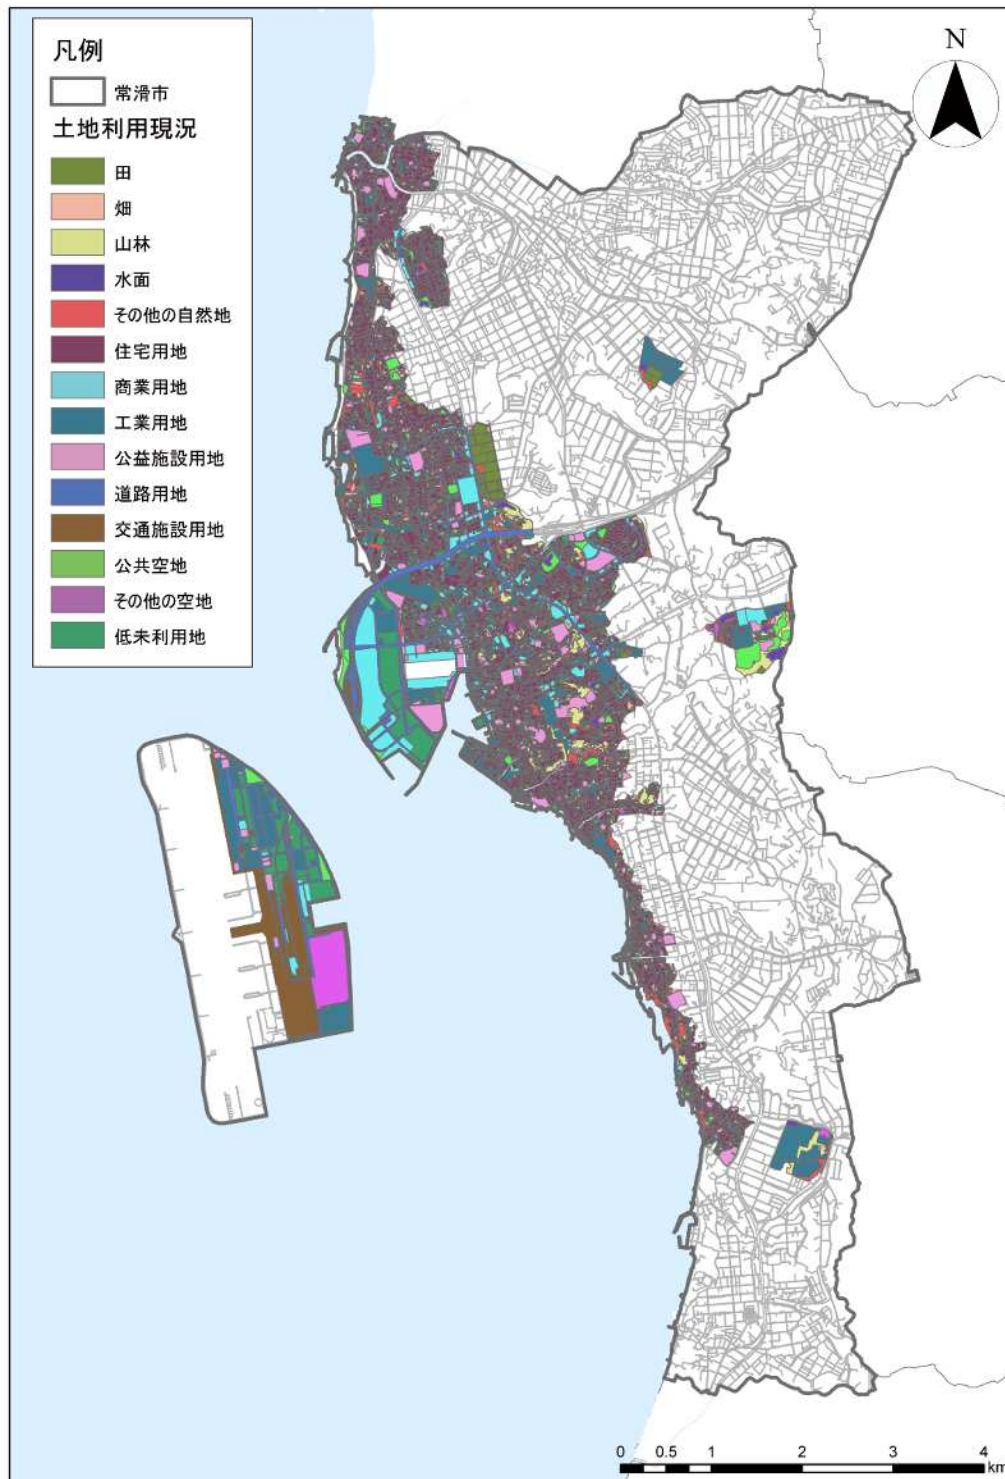 凡例
常滑市
土地利用現況
田
畑
山林
水面
その他の自然地
住宅用地
商業用地
工業用地
公益施設用地
道路用地
交通施設用地
公共空地
その他の空地
低未利用地
N
0 0.5 1 2 3 4
km